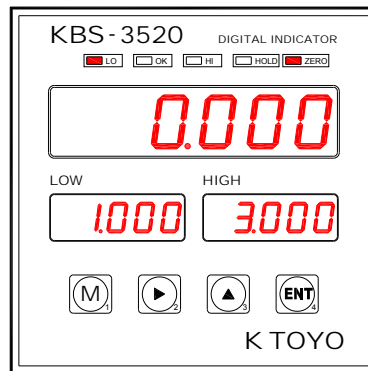 KBS-3520 DIGITAL INDICATOR
LO OK HI HOLD ZERO
0.000
LOW HIGH
1.000 3.000
M 1 2 3 ENT 4
K TOYO